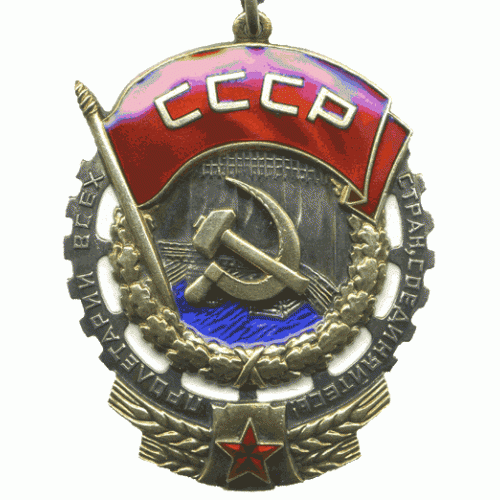 СССР
ПРОЛЕТАРИИ ВСЕХ
СТРАН, СОЕДИНЯЙТЕСЬ!